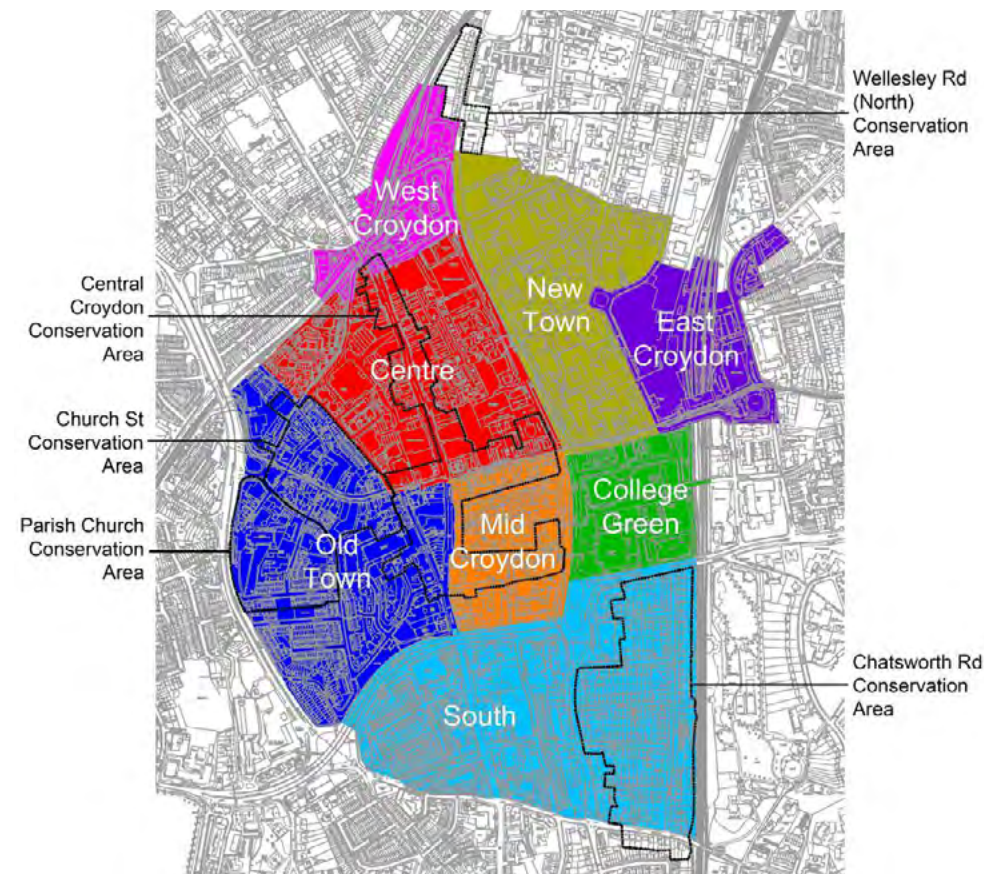 Wellesley Rd
(North)
Conservation
Area
West
Croydon
Central
Croydon
Conservation
Area
New
Town
East
Croydon
Centre
Church St
Conservation
Area
College
Green
Parish Church
Conservation
Area
Mid
Croydon
Old
Town
Chatsworth Rd
Conservation
Area
South